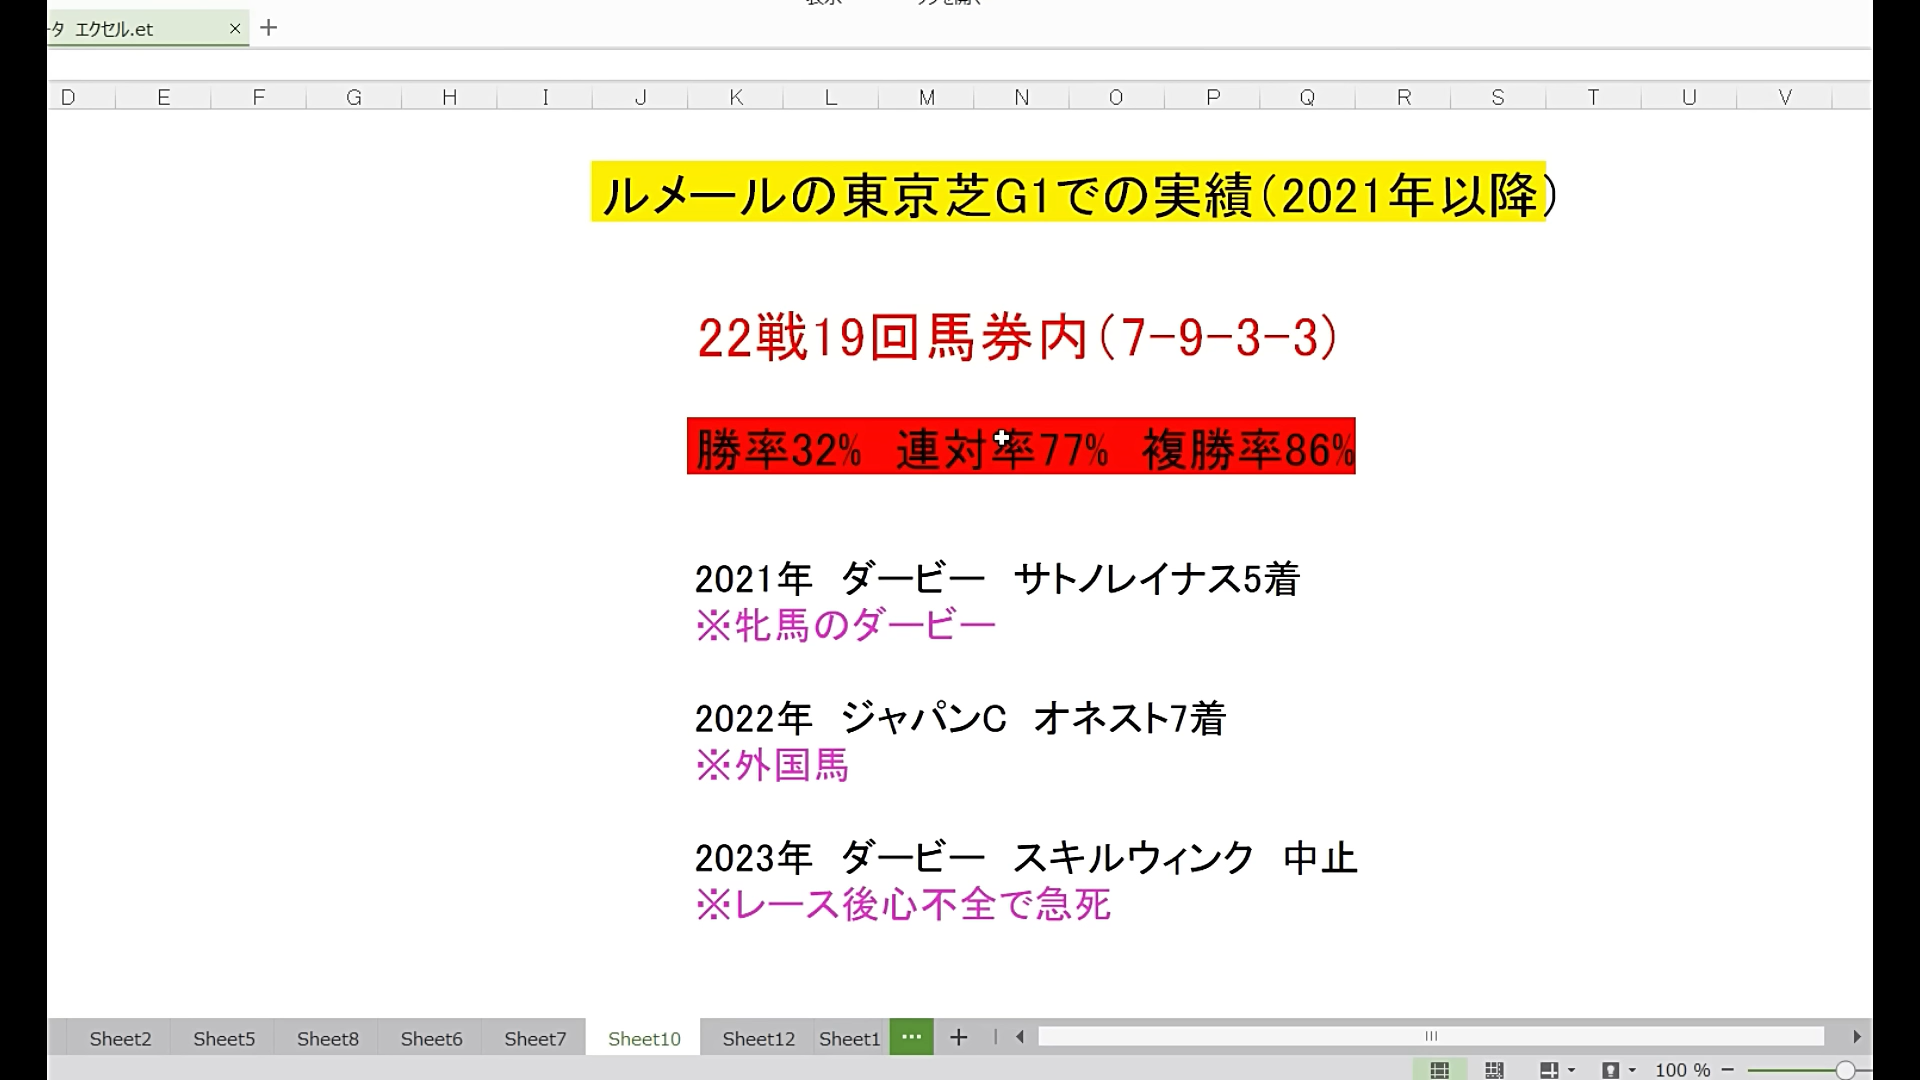 タ エクセル.et
D E F G H I J K L M N O P Q R S T U V
ルメールの東京芝G1での実績(2021年以降)
22戦19回馬券内(7-9-3-3)
勝率32% 連対率77% 複勝率86%
2021年 ダービー サトノレイナス5着
※牝馬のダービー
2022年 ジャパンC オネスト7着
※外国馬
2023年 ダービー スキルウィンク 中止
※レース後心不全で急死
Sheet2 Sheet5 Sheet8 Sheet6 Sheet7 Sheet10 Sheet12 Sheet1
100 %